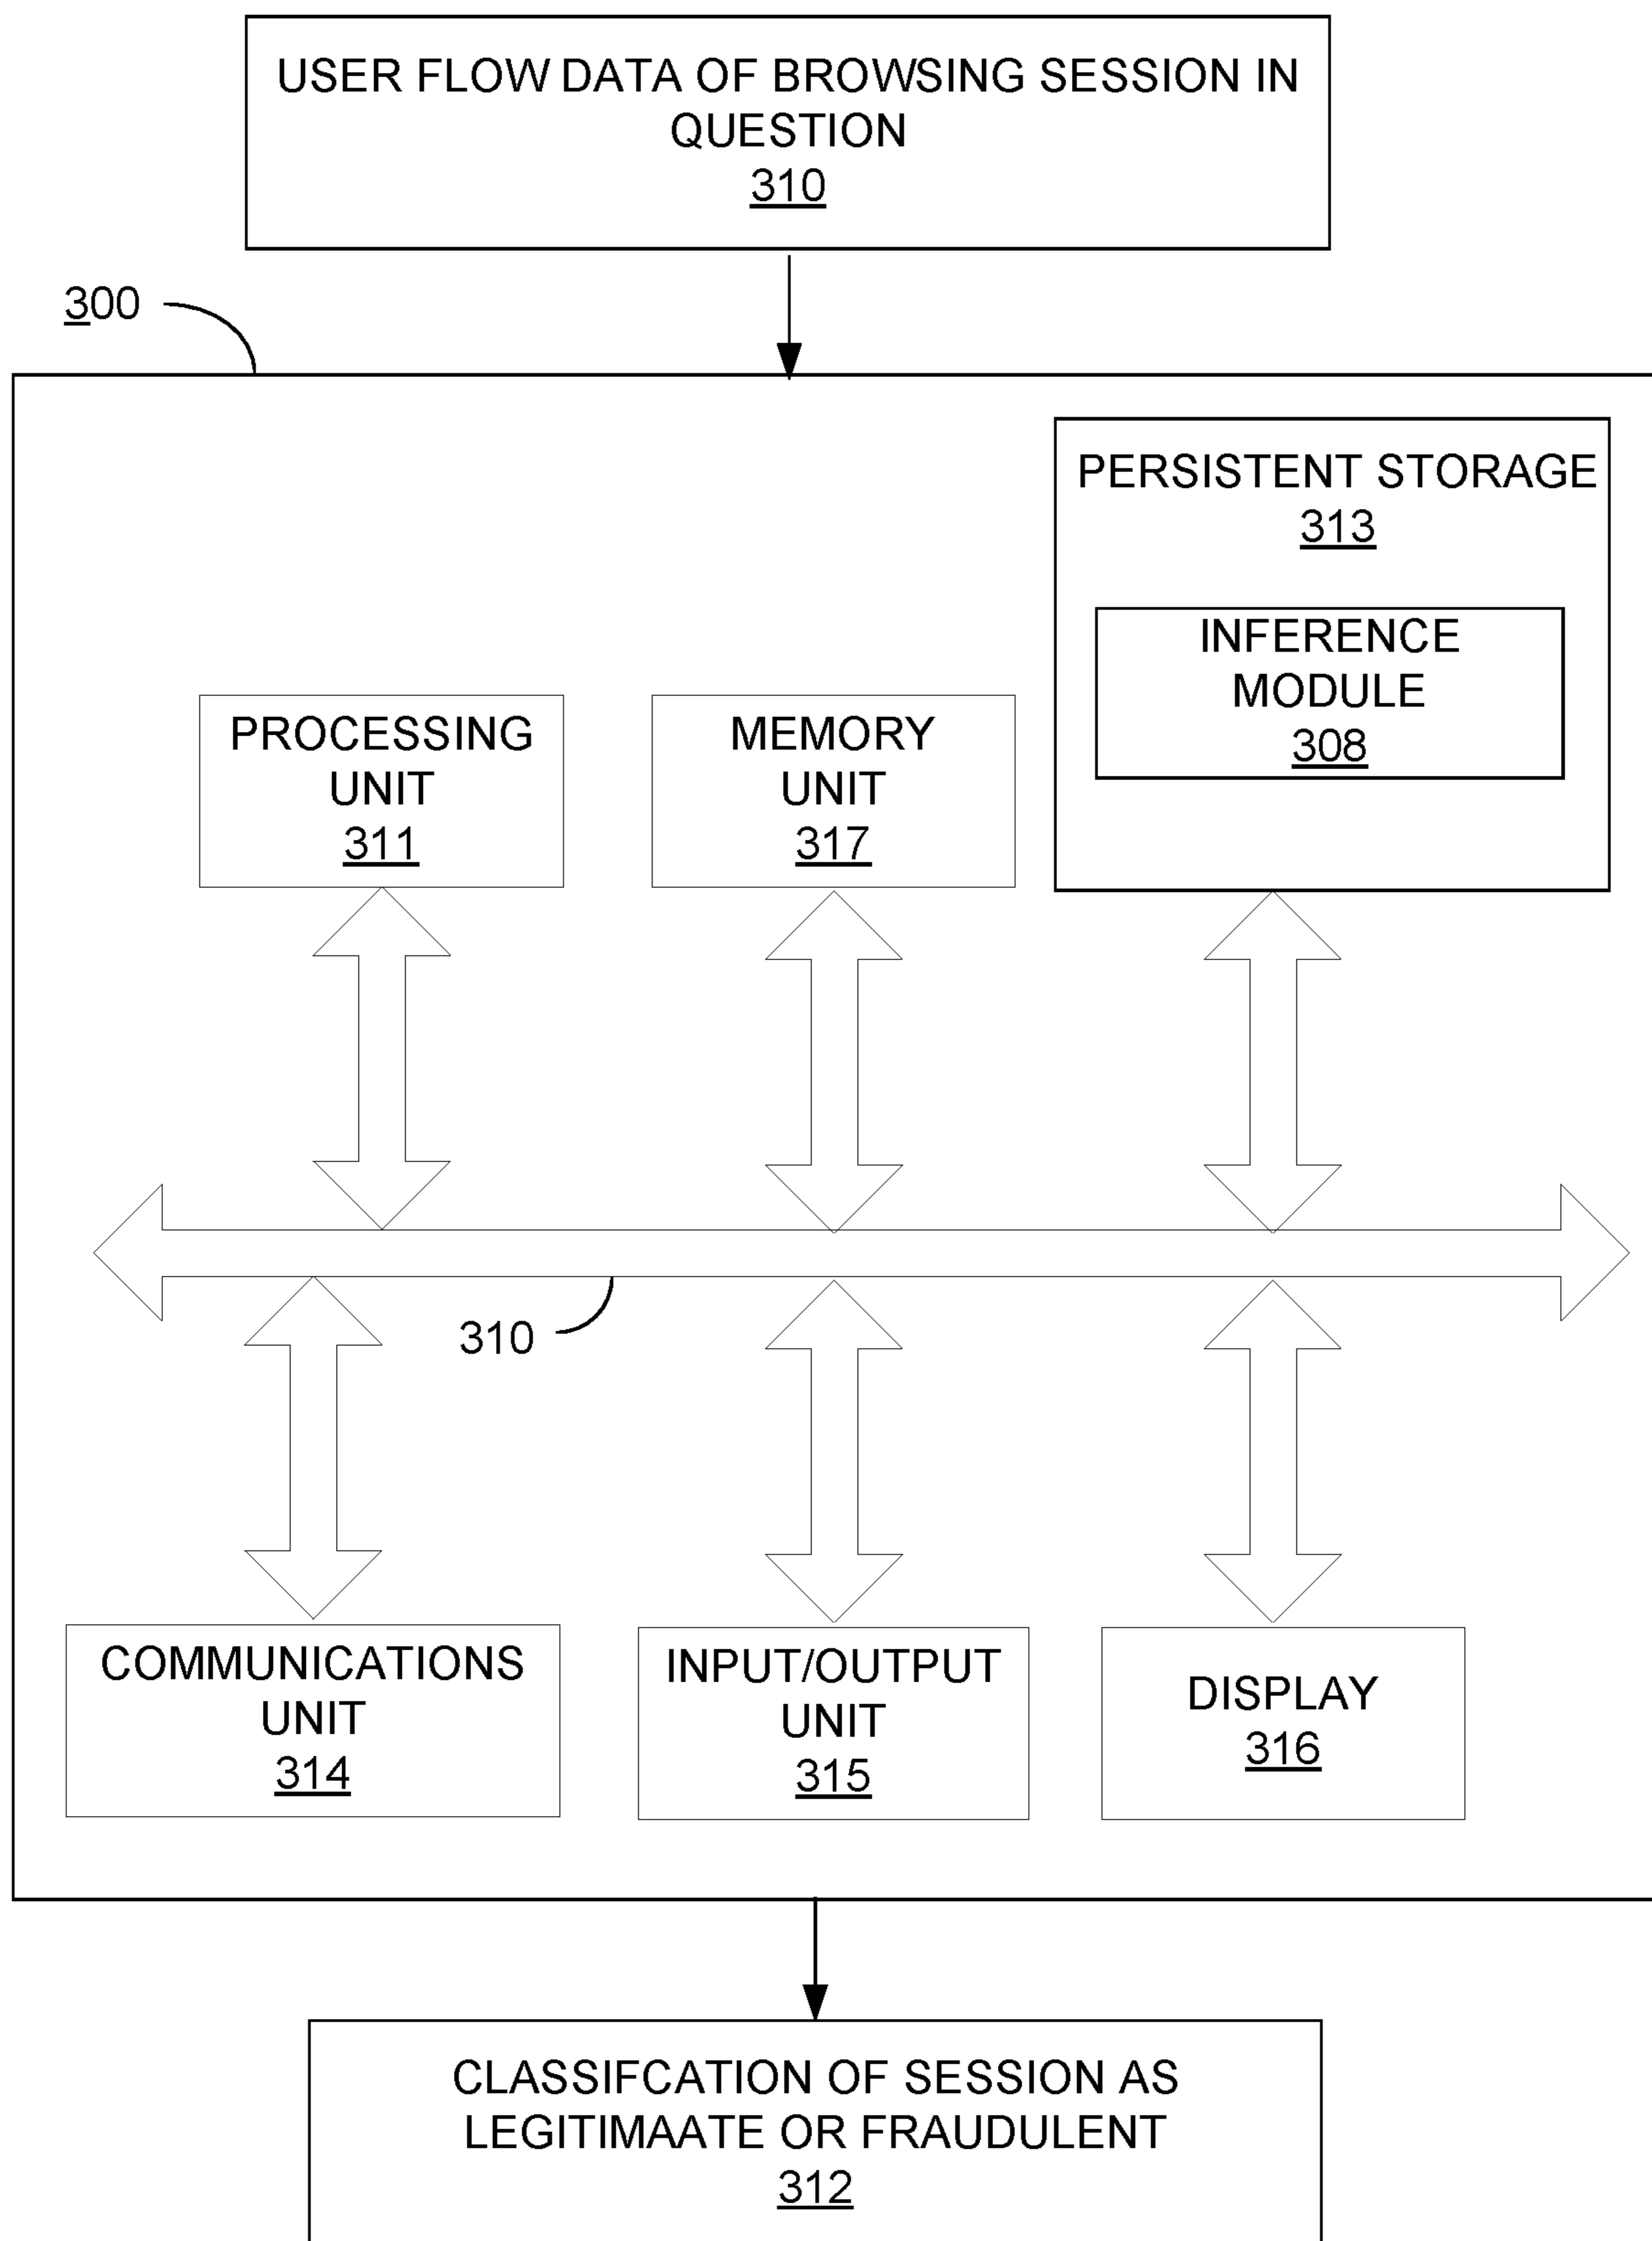 USER FLOW DATA OF BROWSING SESSION IN
QUESTION
310
300
PERSISTENT STORAGE
313
INFERENCE
MODULE
308
PROCESSING
UNIT
311
MEMORY
UNIT
317
310
COMMUNICATIONS
UNIT
314
INPUT/OUTPUT
UNIT
315
DISPLAY
316
CLASSIFCATION OF SESSION AS
LEGITIMAATE OR FRAUDULENT
312